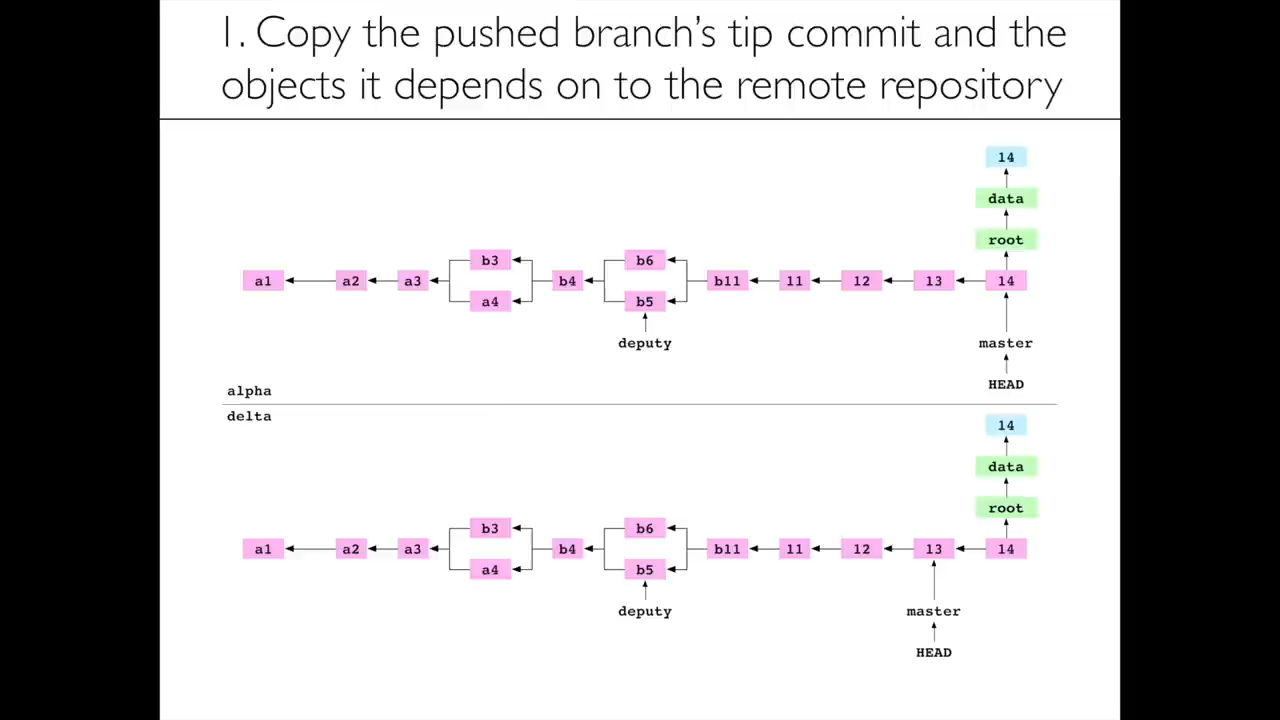 1. Copy the pushed branch's tip commit and the
objects it depends on to the remote repository
14
data
root
b3 b6
a1 a2 a3 b4 b11 11 12 13 14
a4 b5
deputy master
HEAD
alpha
delta
14
data
root
b3 b6
a1 a2 a3 b4 b11 11 12 13 14
a4 b5
deputy master
HEAD